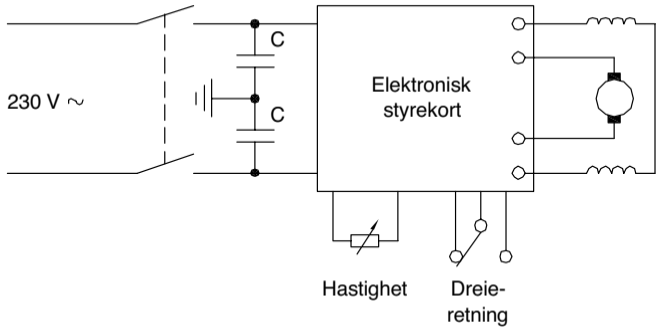 C
230 V ~
C
Elektronisk
styrekort
Hastighet
Dreie-
retning